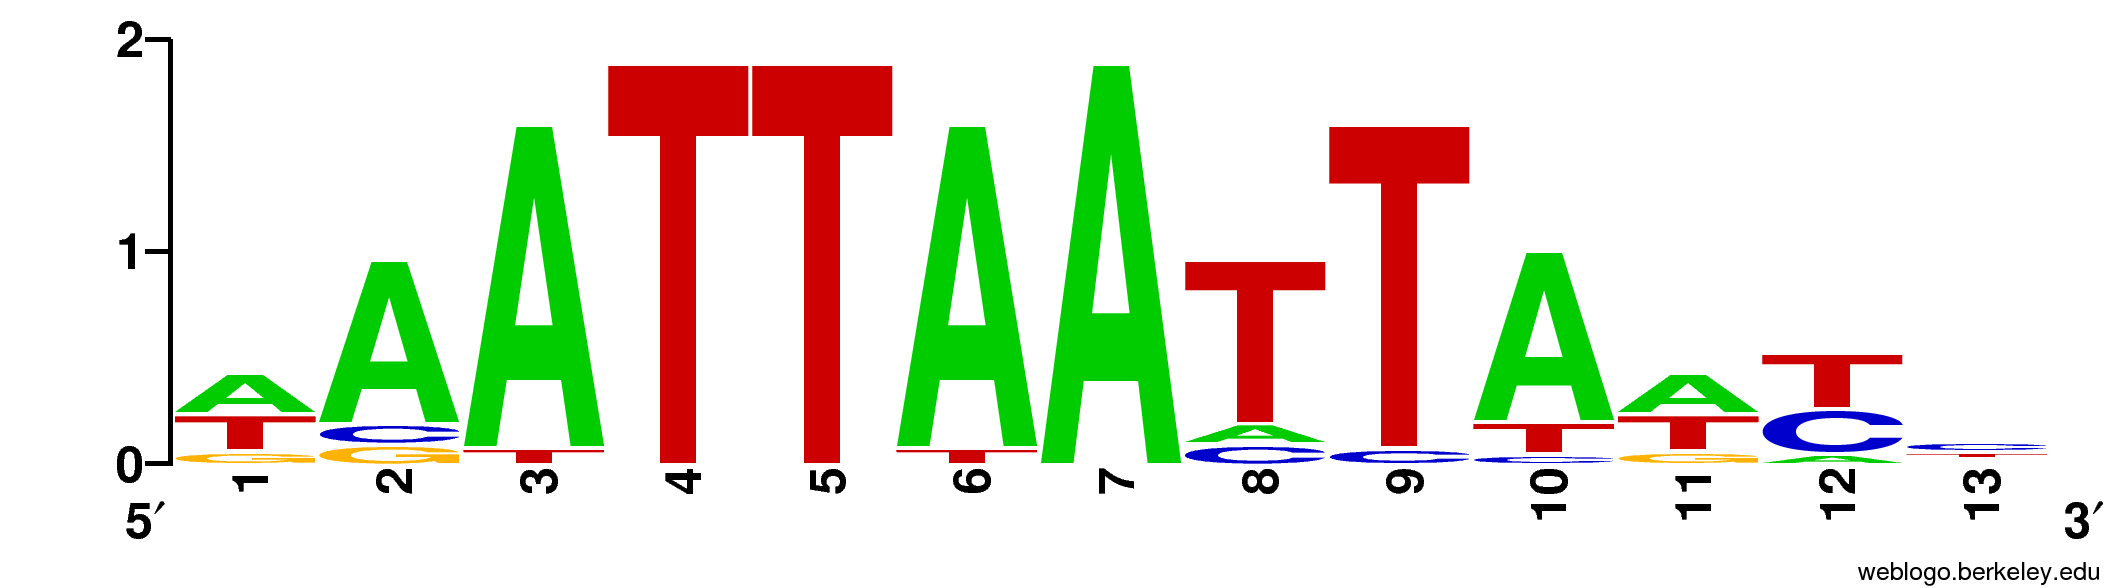 2
1
0
A A A T T A A T T A A T C
T C T T A C T T C T
G G C C G A
1 2 3 4 5 6 7 8 9 10 11 12 13
5′ 3′
weblogo.berkeley.edu